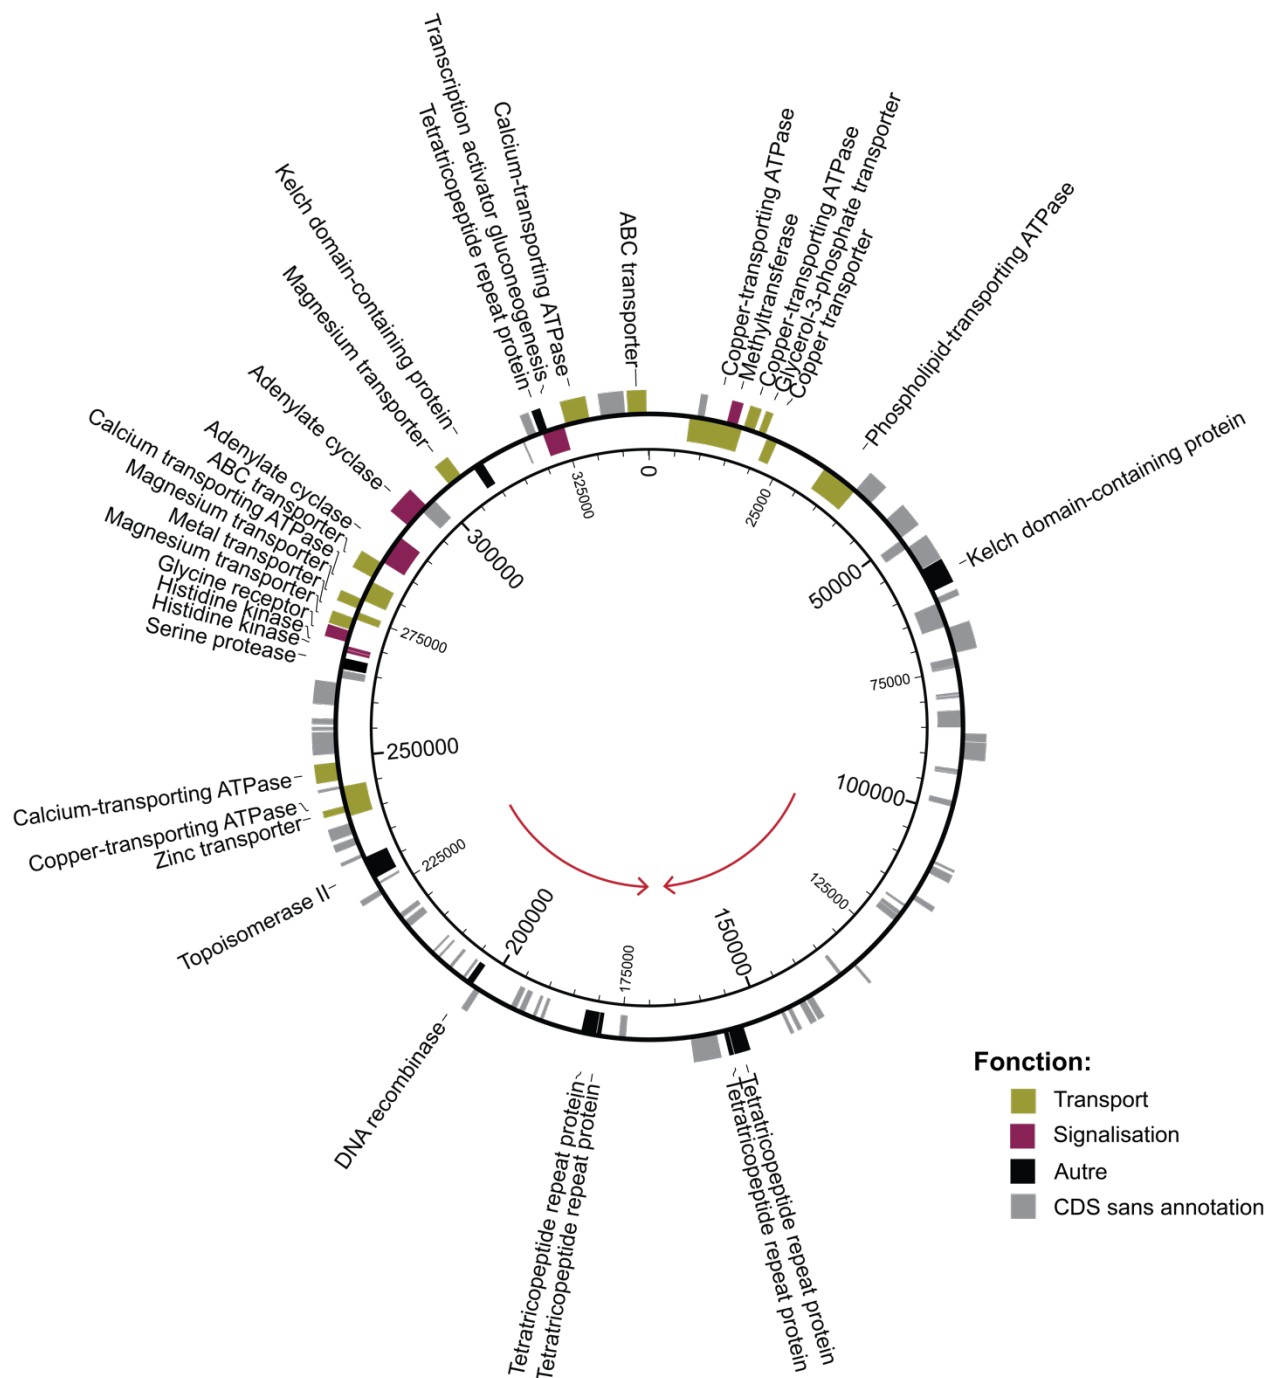 ABC transporter
Copper-transporting ATPase
Methyltransferase
Copper-transporting ATPase
Glycerol-3-phosphate transporter
Copper transporter
Phospholipid-transporting ATPase
Kelch domain-containing protein
Tetratricopeptide repeat protein
Tetratricopeptide repeat protein
Tetratricopeptide repeat protein
Tetratricopeptide repeat protein
DNA recombinase
Topoisomerase II
Zinc transporter
Copper-transporting ATPase
Calcium-transporting ATPase
Serine protease
Histidine kinase
Histidine kinase
Glycine receptor
Magnesium transporter
Metal transporter
Magnesium transporter
Calcium transporting ATPase
ABC transporter
Adenylate cyclase
Adenylate cyclase
Magnesium transporter
Kelch domain-containing protein
Tetratricopeptide repeat protein
Transcription activator gluconeogenesis
Calcium-transporting ATPase
0
25000
50000
75000
100000
125000
150000
175000
200000
225000
250000
275000
300000
325000
Fonction:
Transport
Signalisation
Autre
CDS sans annotation